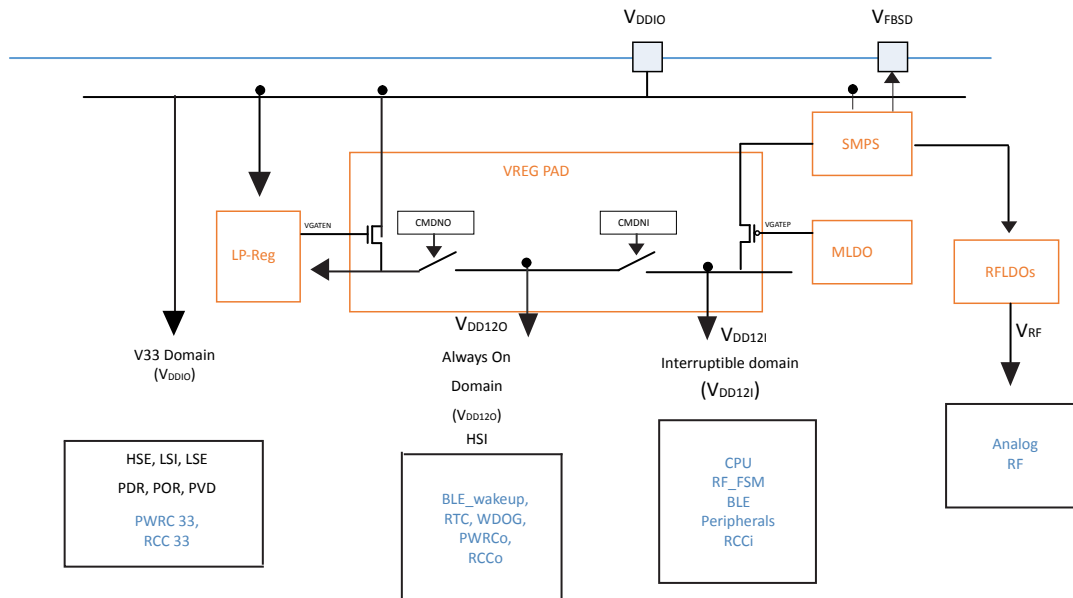 VDDIO
VFBSD
SMPS
VREG PAD
CMDNO
CMDNI
VGATEN
VGATEP
LP-Reg
MLDO
RFLDOs
VDD12O
VDD12I
VRF
V33 Domain
(VDDIO)
Always On
Domain
(VDD12O)
HSI
Interruptible domain
(VDD12I)
HSE, LSI, LSE
PDR, POR, PVD
PWRC 33,
RCC 33
BLE_wakeup,
RTC, WDOG,
PWRCo,
RCCo
CPU
RF_FSM
BLE
Peripherals
RCCi
Analog
RF